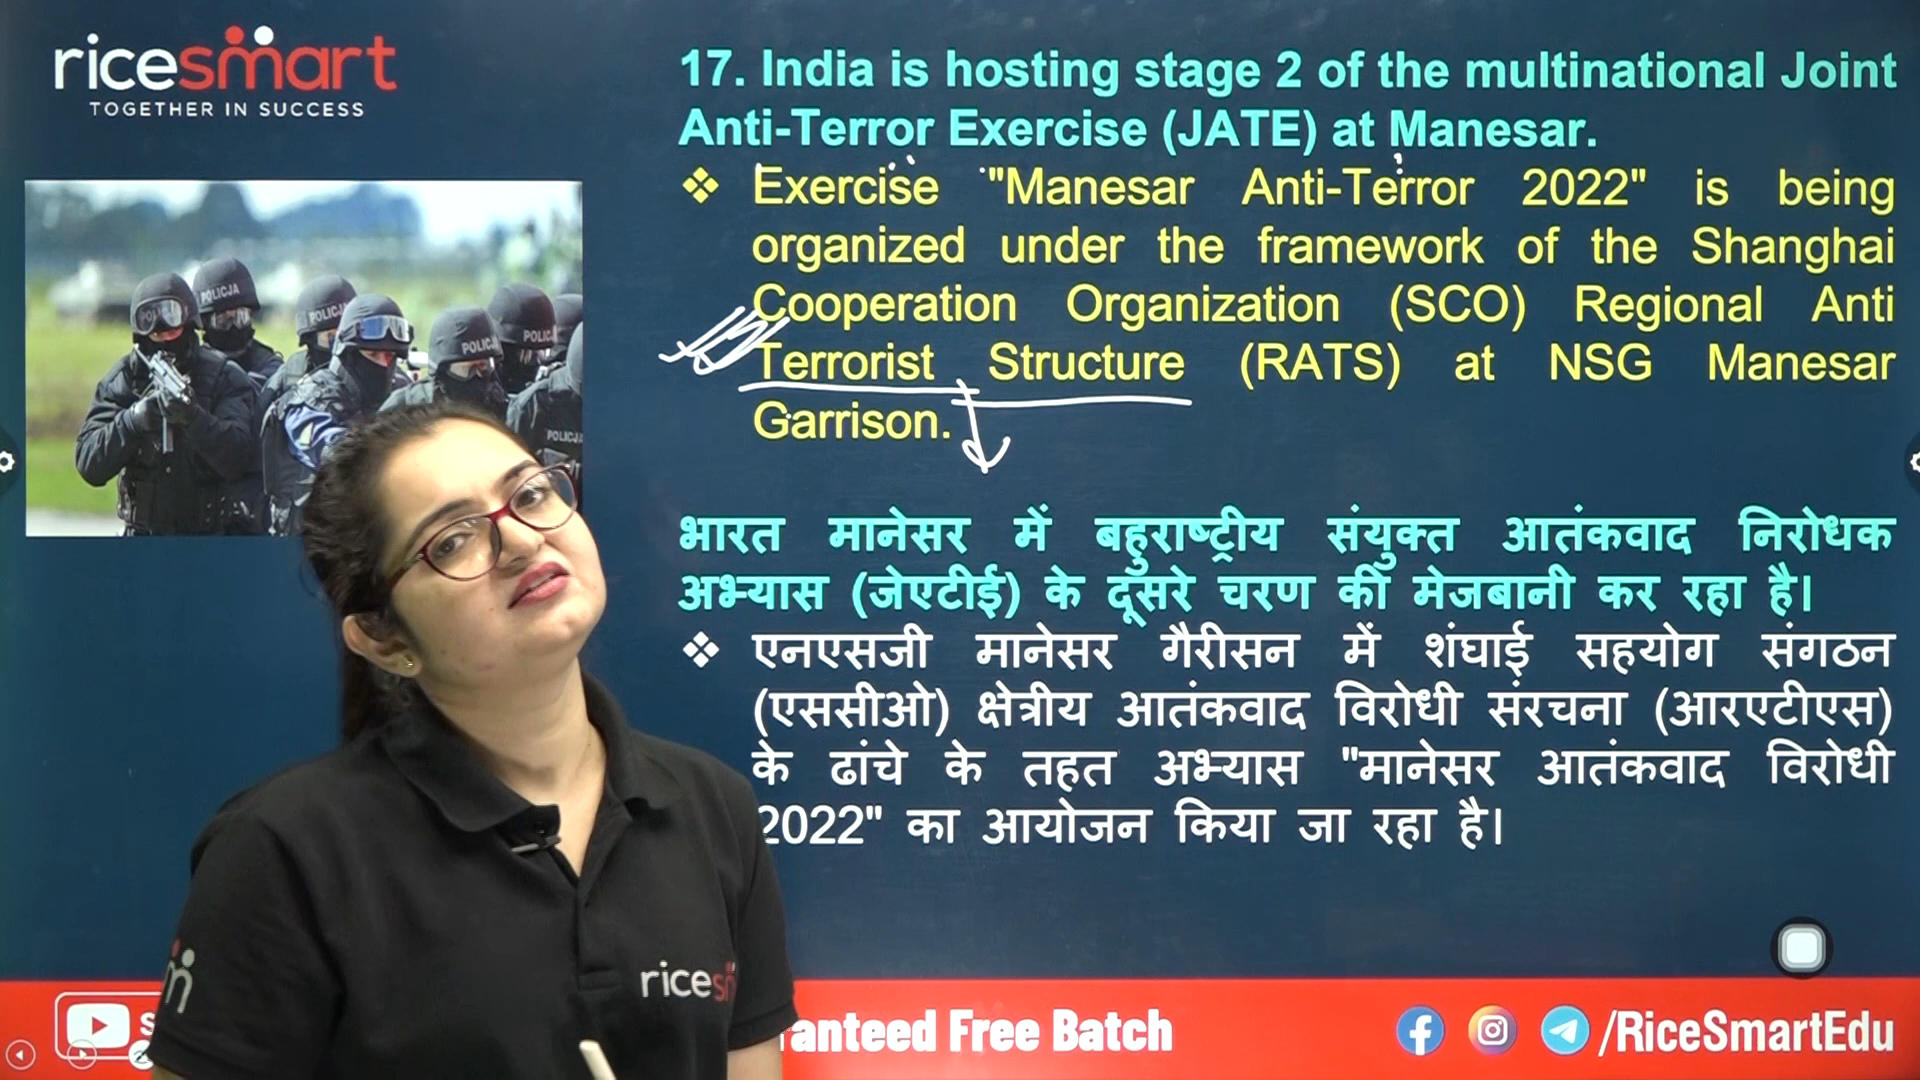 ricesmart
TOGETHER IN SUCCESS
17. India is hosting stage 2 of the multinational Joint
Anti-Terror Exercise (JATE) at Manesar.
❖ Exercise "Manesar Anti-Terror 2022" is being
organized under the framework of the Shanghai
Cooperation Organization (SCO) Regional Anti
Terrorist Structure (RATS) at NSG Manesar
Garrison.
POLICJA
POLICJA
POLICJA
POLICJA
POLICJA
भारत मानेसर में बहुराष्ट्रीय संयुक्त आतंकवाद निरोधक
अभ्यास (जेएटीई) के दूसरे चरण की मेजबानी कर रहा है।
❖ एनएसजी मानेसर गैरीसन में शंघाई सहयोग संगठन
(एससीओ) क्षेत्रीय आतंकवाद विरोधी संरचना (आरएटीएस)
के ढांचे के तहत अभ्यास "मानेसर आतंकवाद विरोधी
2022" का आयोजन किया जा रहा है।
rices
Free Batch
/RiceSmartEdu